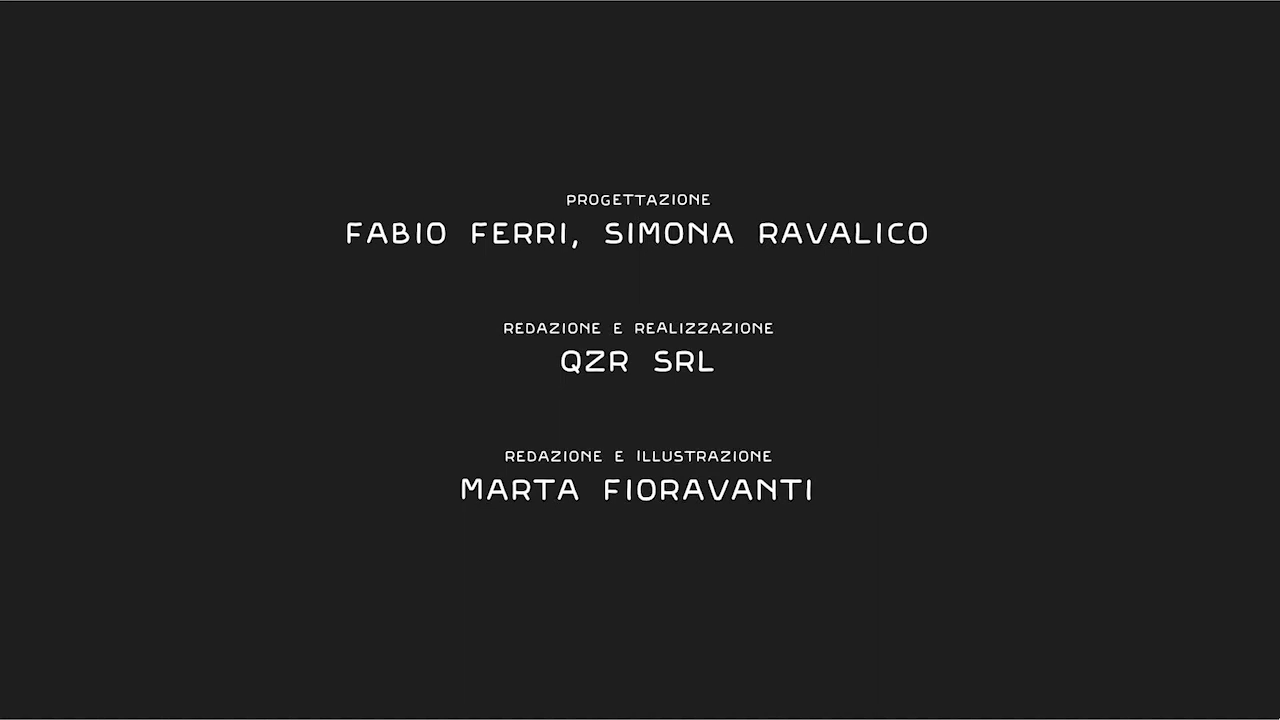 PROGETTAZIONE
FABIO FERRI, SIMONA RAVALICO
REDAZIONE E REALIZZAZIONE
QZR SRL
REDAZIONE E ILLUSTRAZIONE
MARTA FIORAVANTI